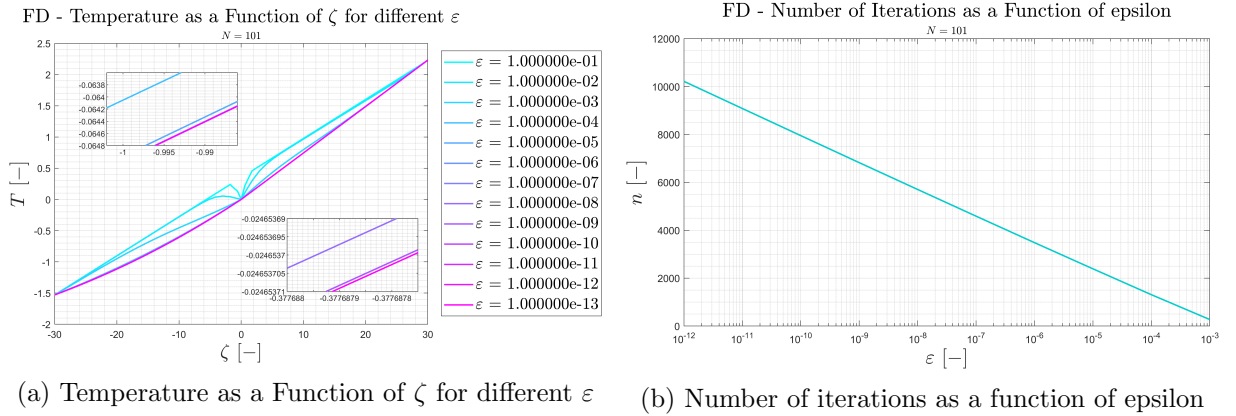 FD - Temperature as a Function of ζ for different ε
N = 101
2.5
2
1.5
1
0.5
0
-0.5
-1
-1.5
-2
-30
-20
-10
0
10
20
30
T [−]
ζ [−]
-0.0638
-0.064
-0.0642
-0.0644
-0.0646
-0.0648
-1
-0.995
-0.99
-0.02465369
-0.024653695
-0.0246537
-0.024653705
-0.02465371
-0.377688
-0.3776879
-0.3776878
ε = 1.000000e-01
ε = 1.000000e-02
ε = 1.000000e-03
ε = 1.000000e-04
ε = 1.000000e-05
ε = 1.000000e-06
ε = 1.000000e-07
ε = 1.000000e-08
ε = 1.000000e-09
ε = 1.000000e-10
ε = 1.000000e-11
ε = 1.000000e-12
ε = 1.000000e-13
(a) Temperature as a Function of ζ for different ε
FD - Number of Iterations as a Function of epsilon
N = 101
12000
10000
8000
6000
4000
2000
0
10^-12
10^-11
10^-10
10^-9
10^-8
10^-7
10^-6
10^-5
10^-4
10^-3
n [−]
ε [−]
(b) Number of iterations as a function of epsilon